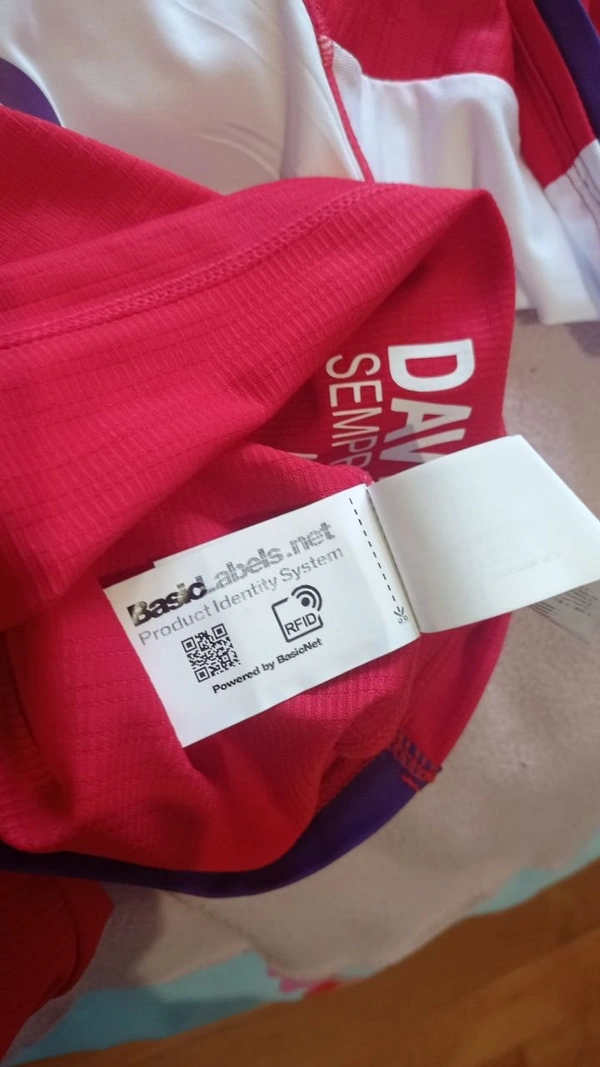 DAV
SEMPR
BasicLabels.net
Product Identity System
RFID
Powered by BasicNet